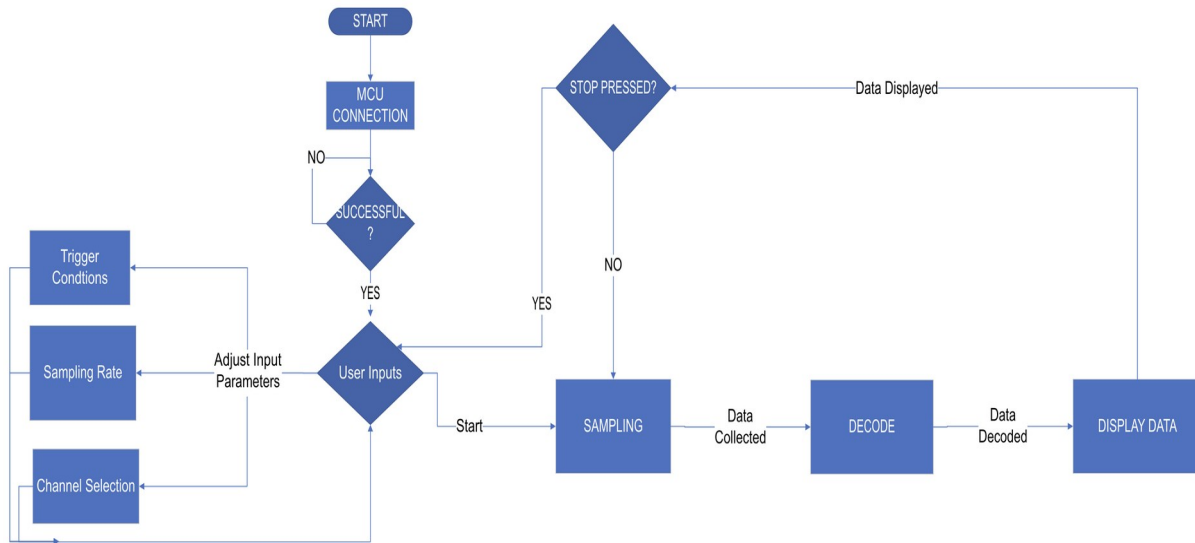 START
MCU
CONNECTION
NO
SUCCESSFUL
?
YES
User Inputs
Adjust Input
Parameters
Trigger
Condtions
Sampling Rate
Channel Selection
Start
SAMPLING
Data
Collected
DECODE
Data
Decoded
DISPLAY DATA
Data Displayed
STOP PRESSED?
NO
YES